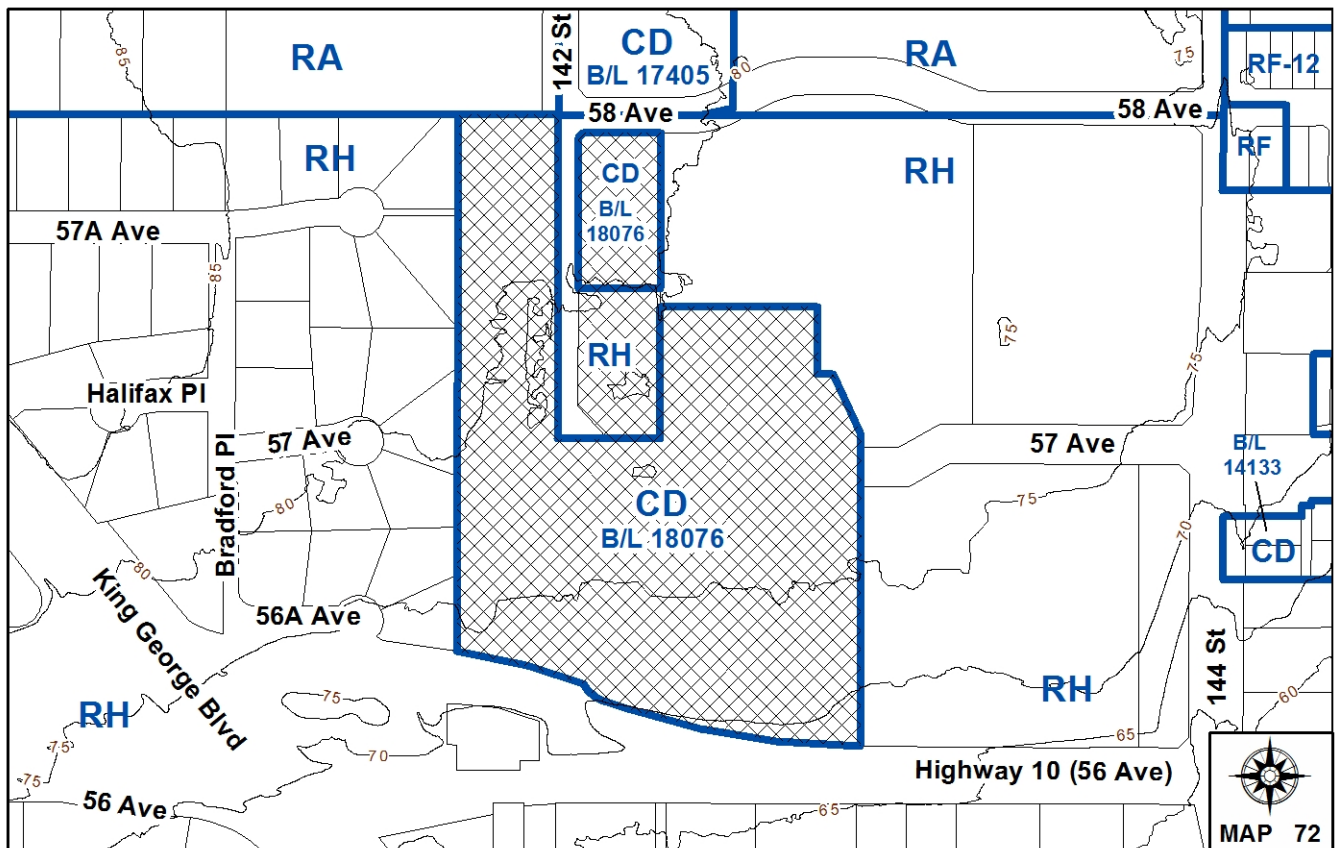 85
RA
142 St
CD
B/L 17405
80
RA
75
RF-12
58 Ave
58 Ave
RH
CD
B/L
18076
RH
RF
57A Ave
85
RH
75
75
Halifax Pl
Bradford Pl
57 Ave
57 Ave
B/L
14133
80
CD
B/L 18076
75
70
CD
80
King George Blvd
56A Ave
144 St
RH
75
RH
60
75
70
65
75
Highway 10 (56 Ave)
56 Ave
65
MAP 72